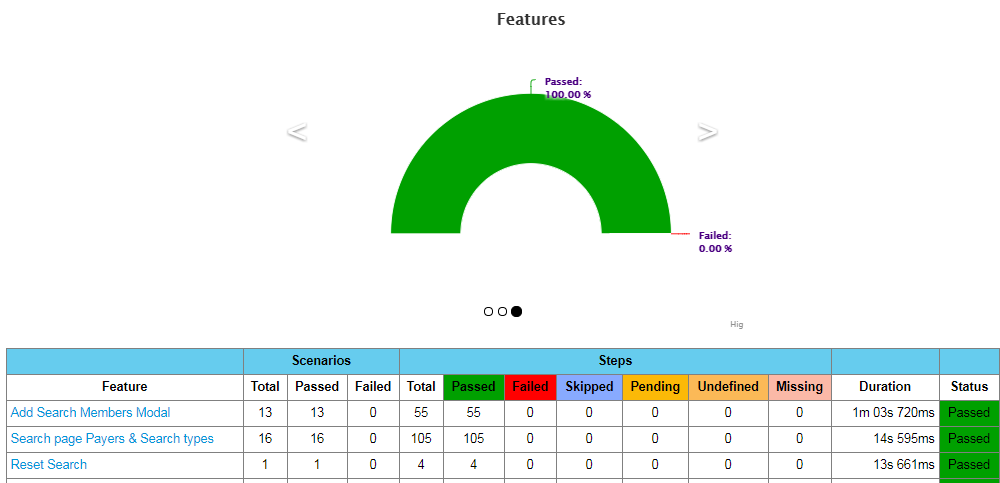 Features
Passed:
100.00 %
< >
Failed:
0.00 %
Hig
Scenarios Steps
Feature Total Passed Failed Total Passed Failed Skipped Pending Undefined Missing Duration Status
Add Search Members Modal 13 13 0 55 55 0 0 0 0 0 1m 03s 720ms Passed
Search page Payers & Search types 16 16 0 105 105 0 0 0 0 0 14s 595ms Passed
Reset Search 1 1 0 4 4 0 0 0 0 0 13s 661ms Passed